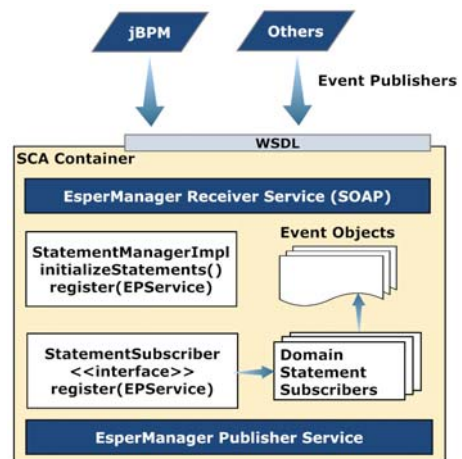 jBPM
Others
Event Publishers
WSDL
SCA Container
EsperManager Receiver Service (SOAP)
StatementManagerImpl
initializeStatements()
register(EPService)
Event Objects
StatementSubscriber
<<interface>>
register(EPService)
Domain
Statement
Subscribers
EsperManager Publisher Service